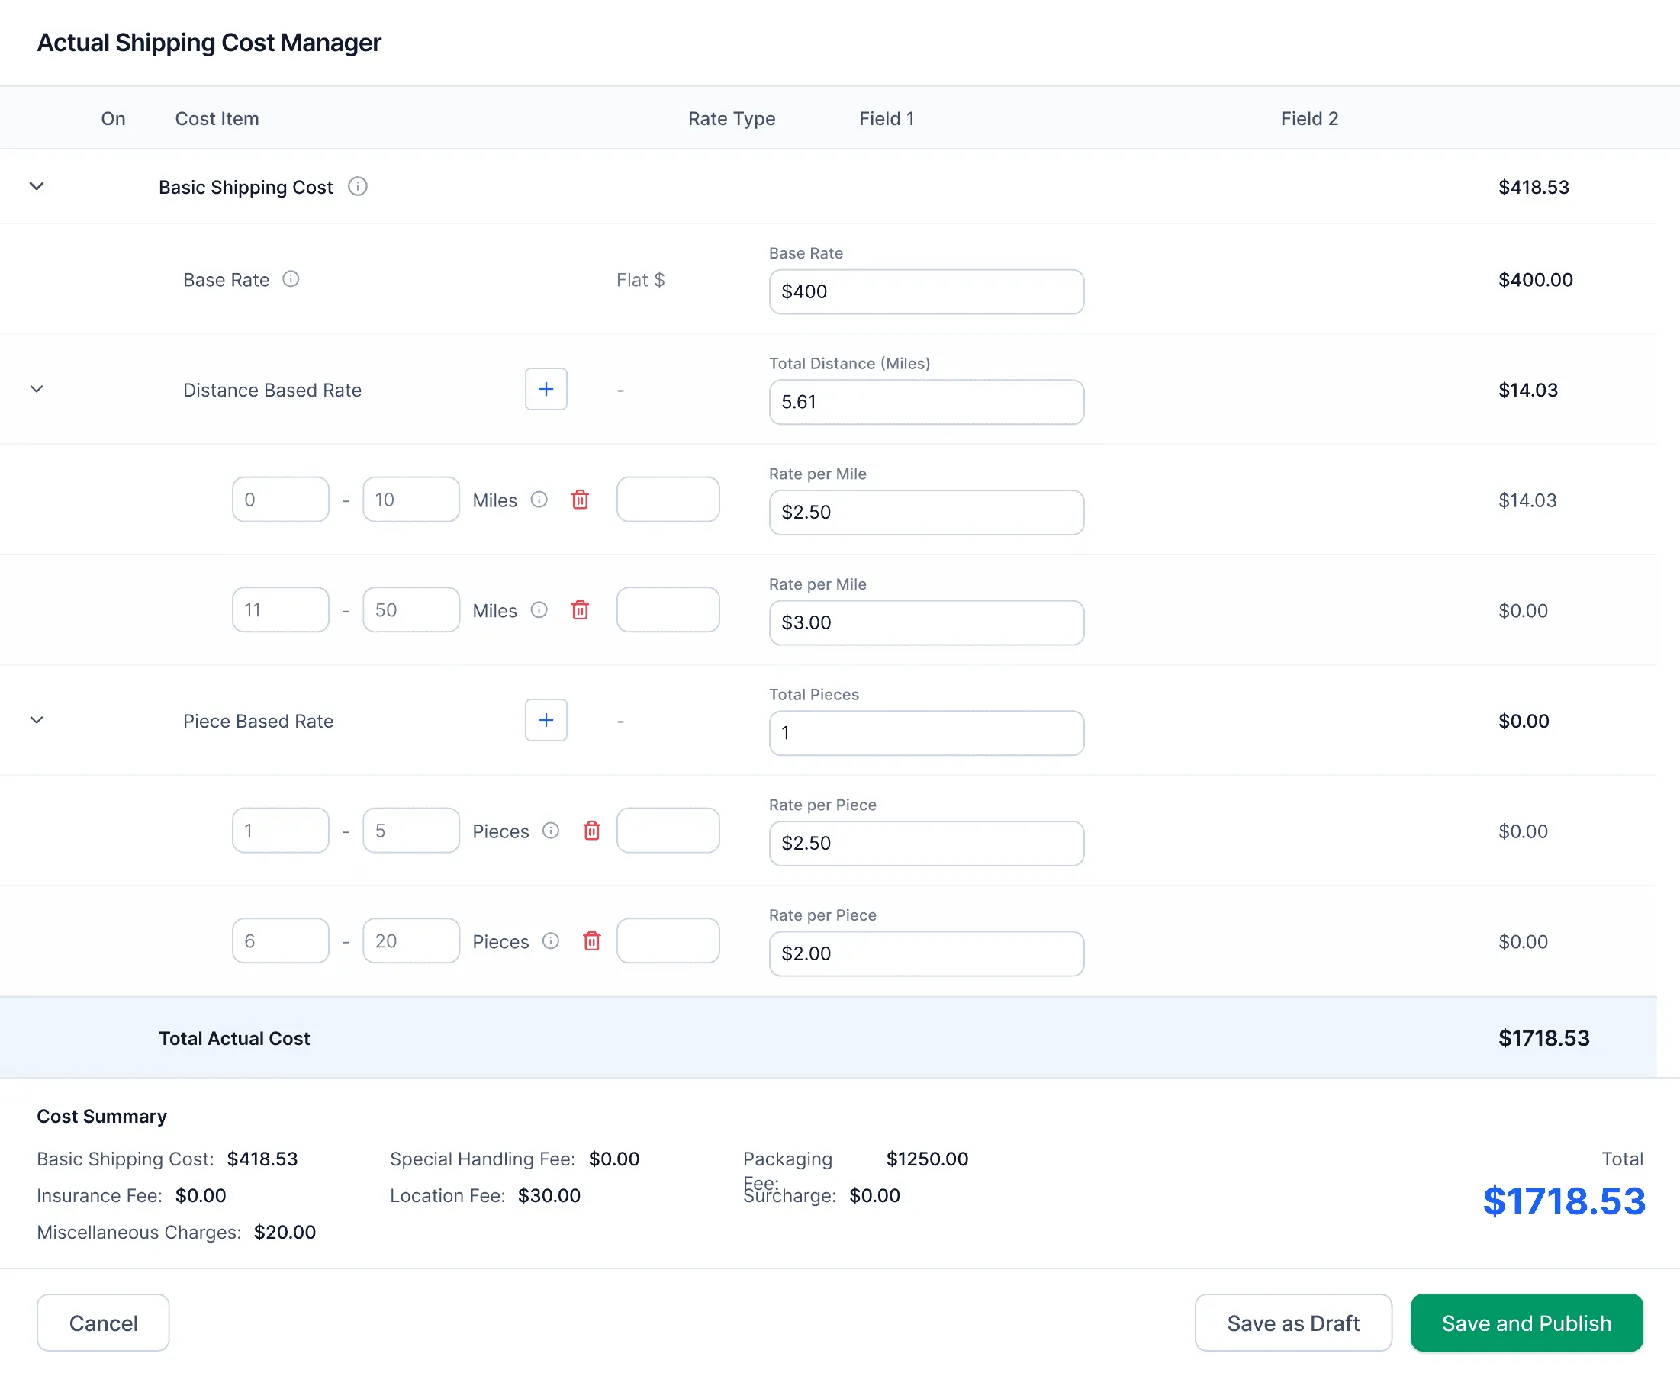 Actual Shipping Cost Manager
On Cost Item Rate Type Field 1 Field 2
Basic Shipping Cost $418.53
Base Rate
Base Rate Flat $ $400 $400.00
Total Distance (Miles)
Distance Based Rate + - 5.61 $14.03
Rate per Mile
0 - 10 Miles $2.50 $14.03
Rate per Mile
11 - 50 Miles $3.00 $0.00
Total Pieces
Piece Based Rate + - 1 $0.00
Rate per Piece
1 - 5 Pieces $2.50 $0.00
Rate per Piece
6 - 20 Pieces $2.00 $0.00
Total Actual Cost $1718.53
Cost Summary
Basic Shipping Cost: $418.53 Special Handling Fee: $0.00 Packaging Fee: $1250.00 Total
Insurance Fee: $0.00 Location Fee: $30.00 Surcharge: $0.00 $1718.53
Miscellaneous Charges: $20.00
Cancel Save as Draft Save and Publish